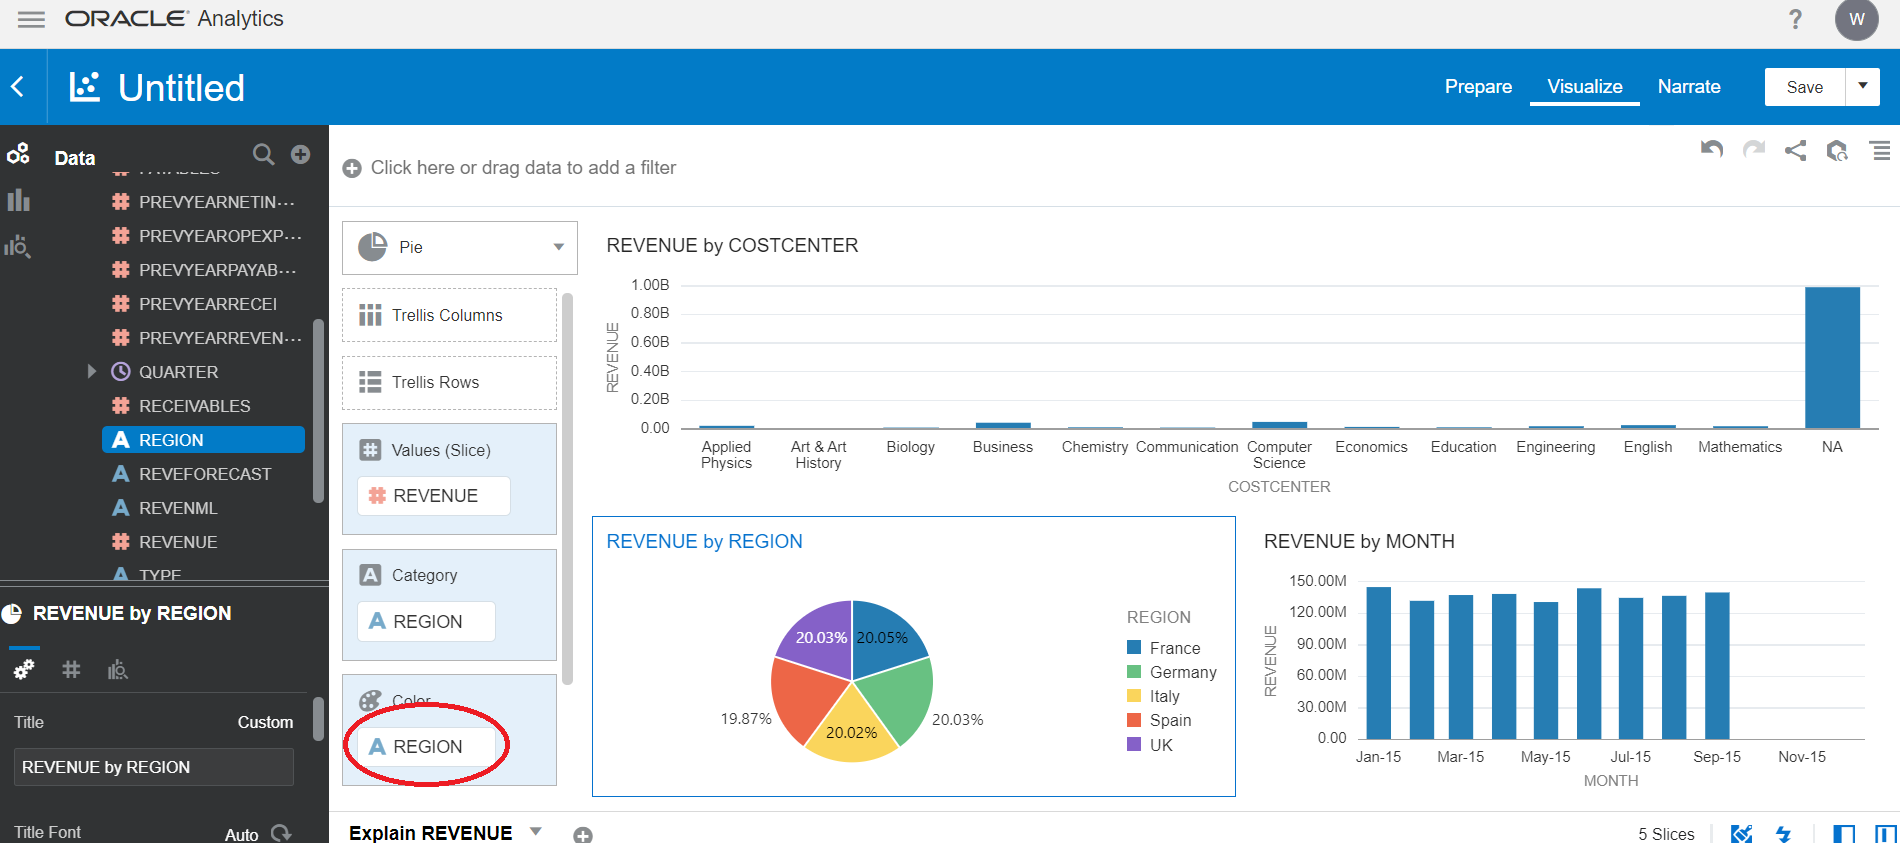 ORACLE Analytics
?
W
Untitled
Prepare
Visualize
Narrate
Save
Data
PAYABLES
PREVYEARNETIN...
PREVYEAROPEXP...
PREVYEARPAYAB...
PREVYEARRECEI
PREVYEARREVEN...
QUARTER
RECEIVABLES
A REGION
A REVEFORECAST
A REVENML
REVENUE
A TYPE
REVENUE by REGION
Title
Custom
REVENUE by REGION
Title Font
Auto
Click here or drag data to add a filter
Pie
Trellis Columns
Trellis Rows
# Values (Slice)
# REVENUE
A Category
A REGION
Color
A REGION
REVENUE by COSTCENTER
REVENUE
1.00B
0.80B
0.60B
0.40B
0.20B
0.00
Applied Physics
Art & Art History
Biology
Business
Chemistry
Communication
Computer Science
Economics
Education
Engineering
English
Mathematics
NA
COSTCENTER
REVENUE by REGION
20.03%
20.05%
19.87%
20.02%
20.03%
REGION
France
Germany
Italy
Spain
UK
REVENUE by MONTH
REVENUE
150.00M
120.00M
90.00M
60.00M
30.00M
0.00
Jan-15
Mar-15
May-15
Jul-15
Sep-15
Nov-15
MONTH
Explain REVENUE
5 Slices